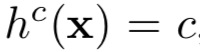 h^c(𝐱) = c,